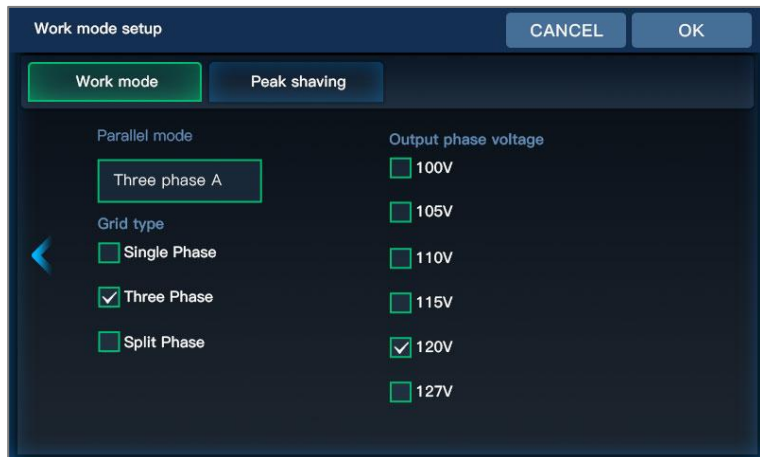 Work mode setup
CANCEL
OK
Work mode
Peak shaving
Parallel mode
Three phase A
Grid type
Single Phase
Three Phase
Split Phase
Output phase voltage
100V
105V
110V
115V
120V
127V